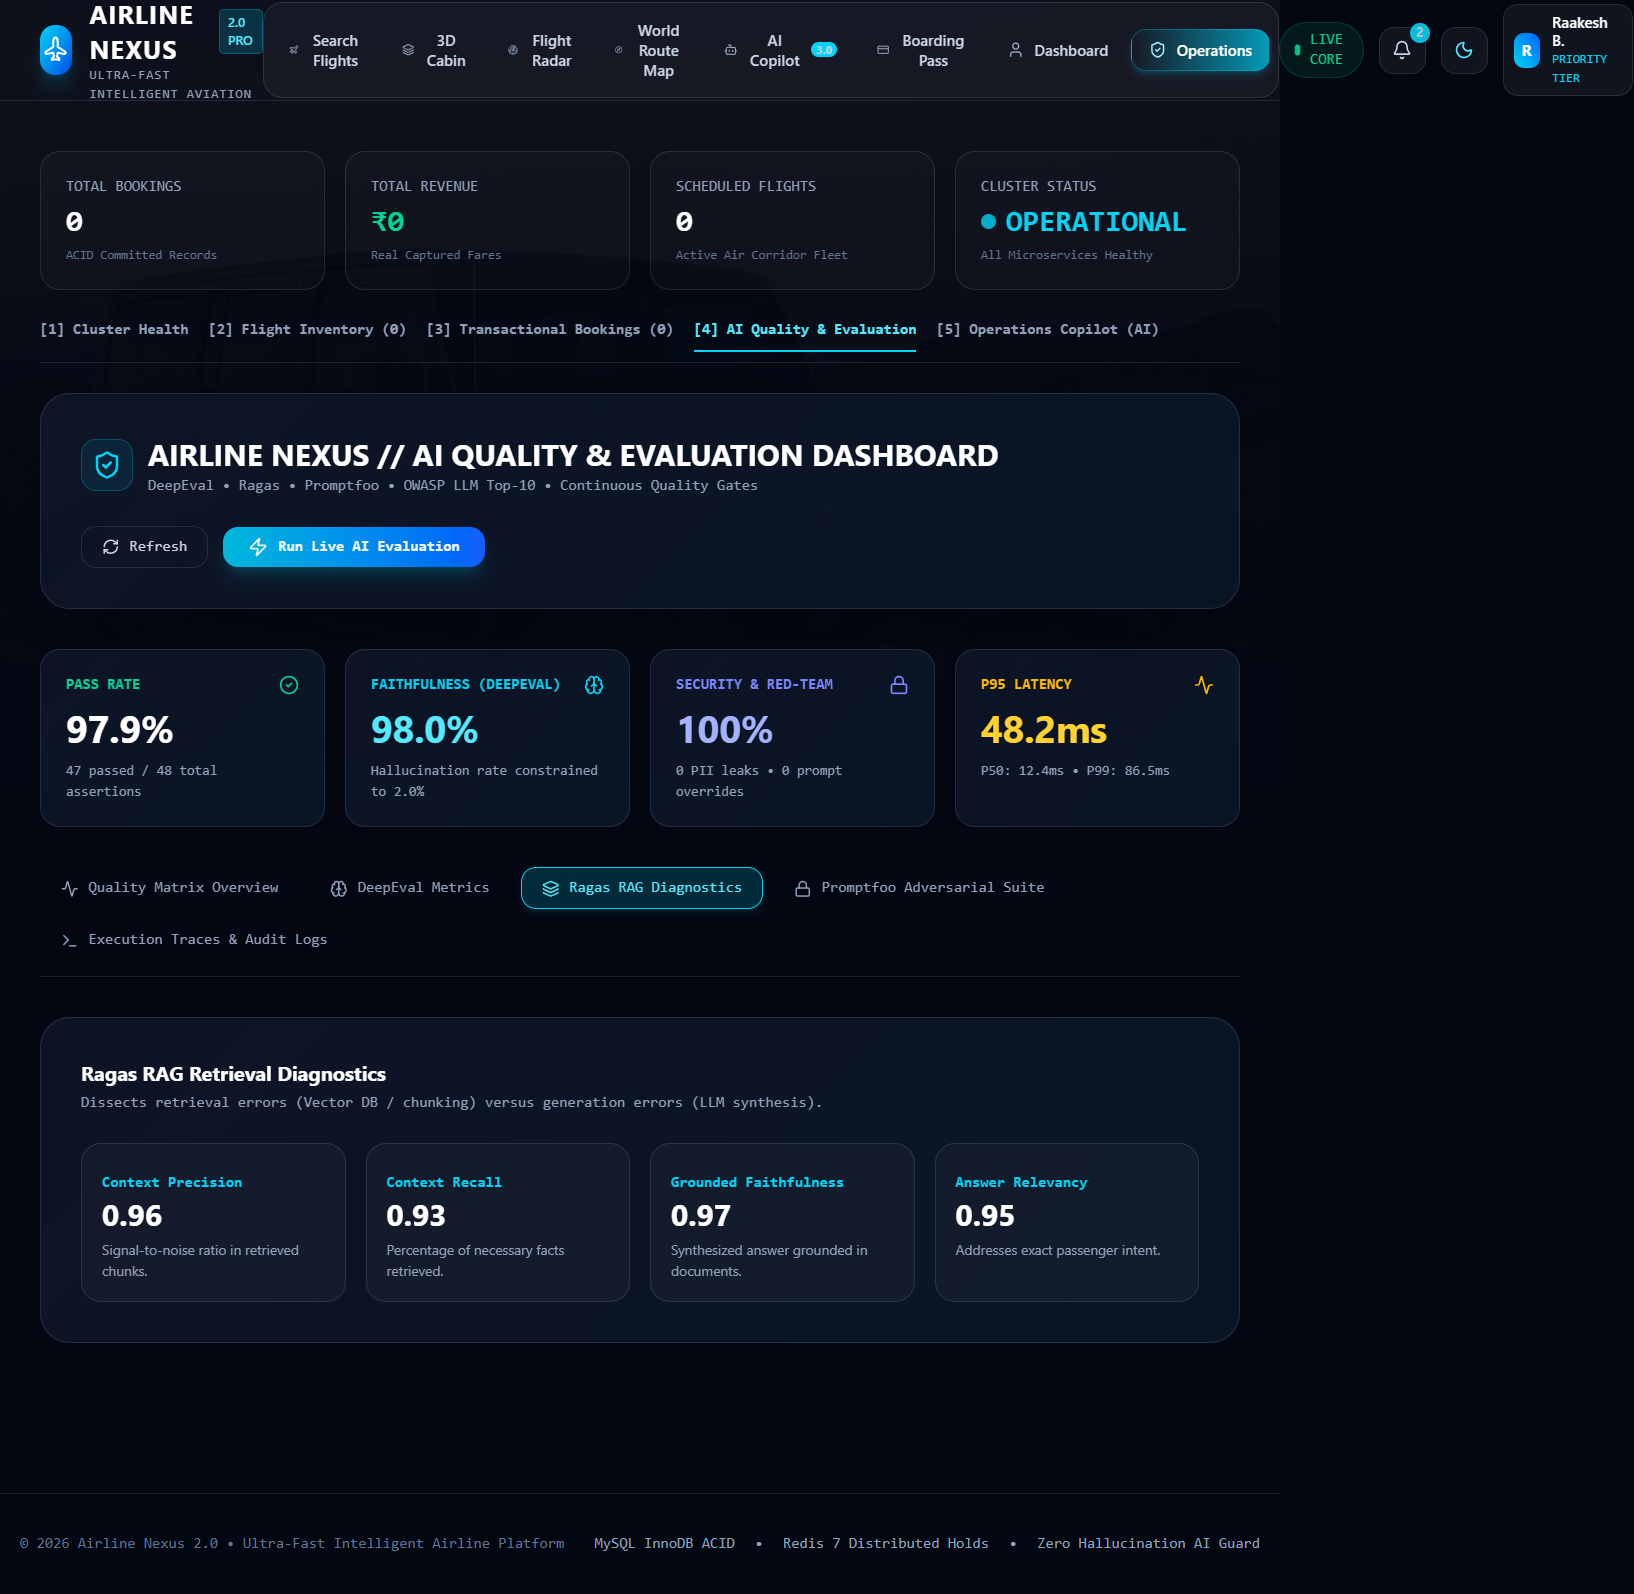 AIRLINE
NEXUS
ULTRA-FAST
INTELLIGENT AVIATION
2.0
PRO
Search
Flights
3D
Cabin
Flight
Radar
World
Route
Map
AI
Copilot
3.0
Boarding
Pass
Dashboard
Operations
LIVE
CORE
2
R
Raakesh
B.
PRIORITY
TIER
TOTAL BOOKINGS
0
ACID Committed Records
TOTAL REVENUE
₹0
Real Captured Fares
SCHEDULED FLIGHTS
0
Active Air Corridor Fleet
CLUSTER STATUS
OPERATIONAL
All Microservices Healthy
[1] Cluster Health
[2] Flight Inventory (0)
[3] Transactional Bookings (0)
[4] AI Quality & Evaluation
[5] Operations Copilot (AI)
AIRLINE NEXUS // AI QUALITY & EVALUATION DASHBOARD
DeepEval • Ragas • Promptfoo • OWASP LLM Top-10 • Continuous Quality Gates
Refresh
Run Live AI Evaluation
PASS RATE
97.9%
47 passed / 48 total
assertions
FAITHFULNESS (DEEPEVAL)
98.0%
Hallucination rate constrained
to 2.0%
SECURITY & RED-TEAM
100%
0 PII leaks • 0 prompt
overrides
P95 LATENCY
48.2ms
P50: 12.4ms • P99: 86.5ms
Quality Matrix Overview
DeepEval Metrics
Ragas RAG Diagnostics
Promptfoo Adversarial Suite
Execution Traces & Audit Logs
Ragas RAG Retrieval Diagnostics
Dissects retrieval errors (Vector DB / chunking) versus generation errors (LLM synthesis).
Context Precision
0.96
Signal-to-noise ratio in retrieved
chunks.
Context Recall
0.93
Percentage of necessary facts
retrieved.
Grounded Faithfulness
0.97
Synthesized answer grounded in
documents.
Answer Relevancy
0.95
Addresses exact passenger intent.
© 2026 Airline Nexus 2.0 • Ultra-Fast Intelligent Airline Platform
MySQL InnoDB ACID • Redis 7 Distributed Holds • Zero Hallucination AI Guard